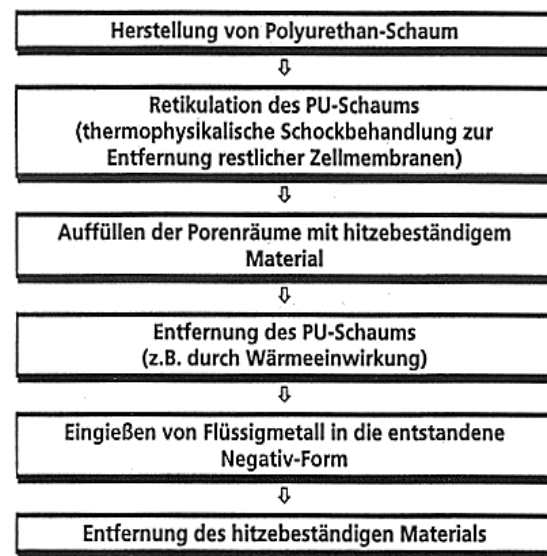 Herstellung von Polyurethan-Schaum
Retikulation des PU-Schaums
(thermophysikalische Schockbehandlung zur
Entfernung restlicher Zellmembranen)
Auffüllen der Porenräume mit hitzebeständigem
Material
Entfernung des PU-Schaums
(z.B. durch Wärmeeinwirkung)
Eingießen von Flüssigmetall in die entstandene
Negativ-Form
Entfernung des hitzebeständigen Materials